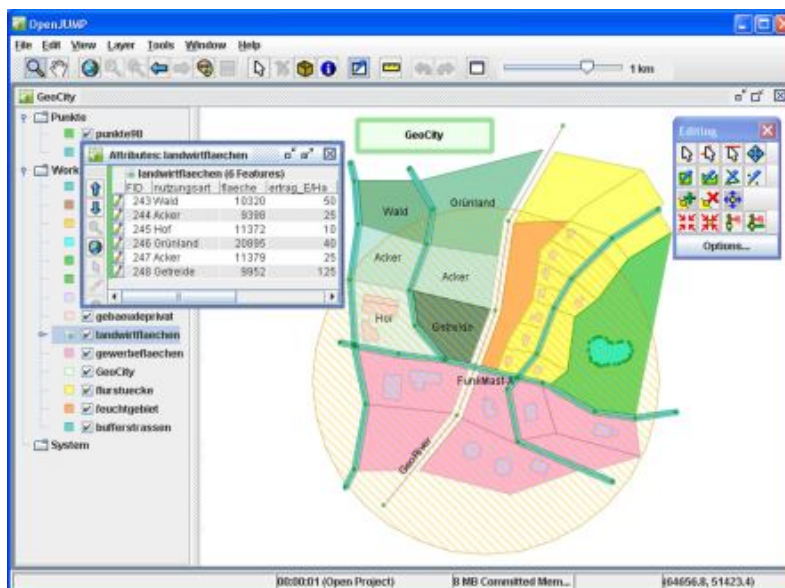 OpenJUMP
File Edit View Layer Tools Window Help
1 km
GeoCity
Punkte
punkte90
Work
Attributes: landwirtflaechen
landwirtflaechen (6 Features)
FID nutzungsart flaeche ertrag_E/Ha
243 Wald 10320 50
244 Acker 9398 25
245 Hof 11372 10
246 Grünland 20895 40
247 Acker 11379 25
248 Getreide 9952 125
gebaeudeprivat
landwirtflaechen
gewerbeflaechen
GeoCity
flurstuecke
feuchtgebiet
bufferstrassen
System
GeoCity
Wald
Grünland
Acker
Acker
Hof
Getreide
FunkMast A
GeoRiver
Editing
Options...
00:00:01 (Open Project)
8 MB Committed Mem...
(64656.8, 51423.4)